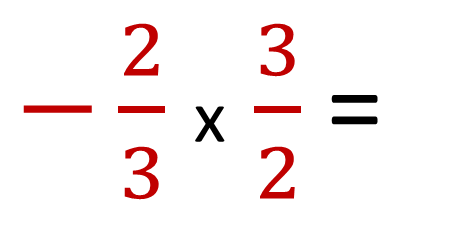 − 2/3 x 3/2 =